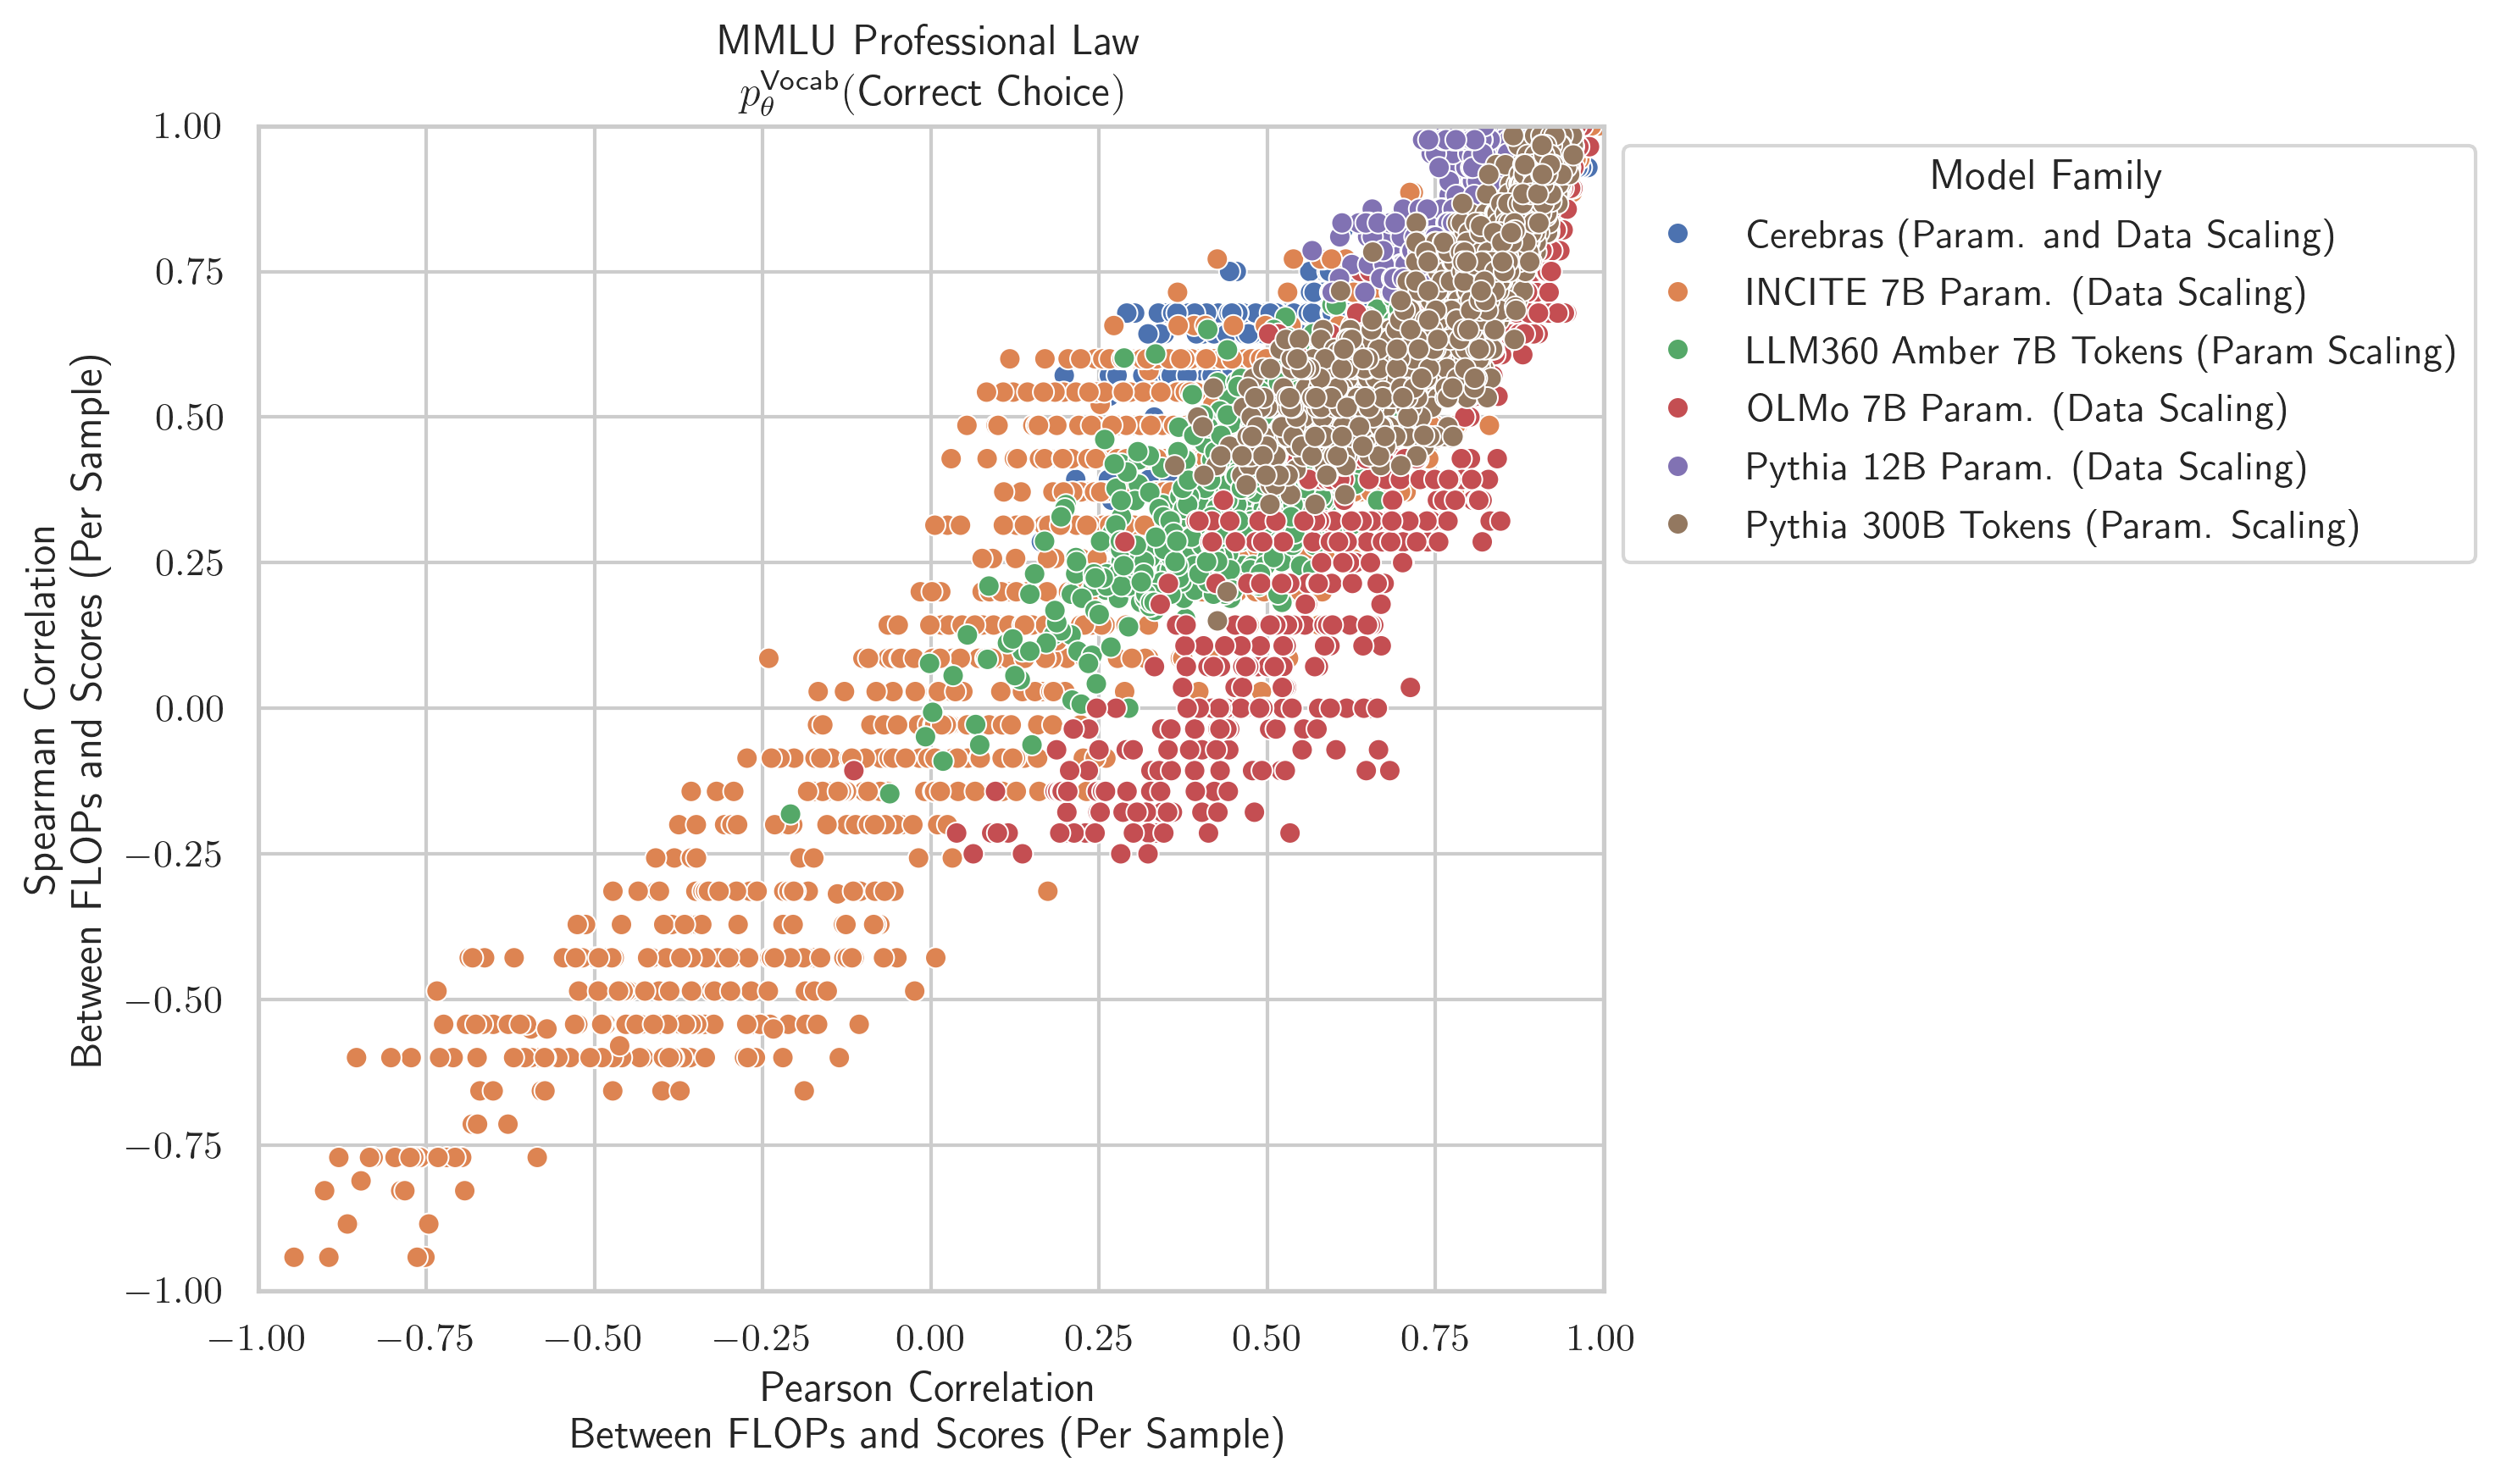 MMLU Professional Law
p_θ^Vocab(Correct Choice)
1.00
0.75
0.50
0.25
0.00
−0.25
−0.50
−0.75
−1.00
Spearman Correlation
Between FLOPs and Scores (Per Sample)
−1.00 −0.75 −0.50 −0.25 0.00 0.25 0.50 0.75 1.00
Pearson Correlation
Between FLOPs and Scores (Per Sample)
Model Family
Cerebras (Param. and Data Scaling)
INCITE 7B Param. (Data Scaling)
LLM360 Amber 7B Tokens (Param Scaling)
OLMo 7B Param. (Data Scaling)
Pythia 12B Param. (Data Scaling)
Pythia 300B Tokens (Param. Scaling)